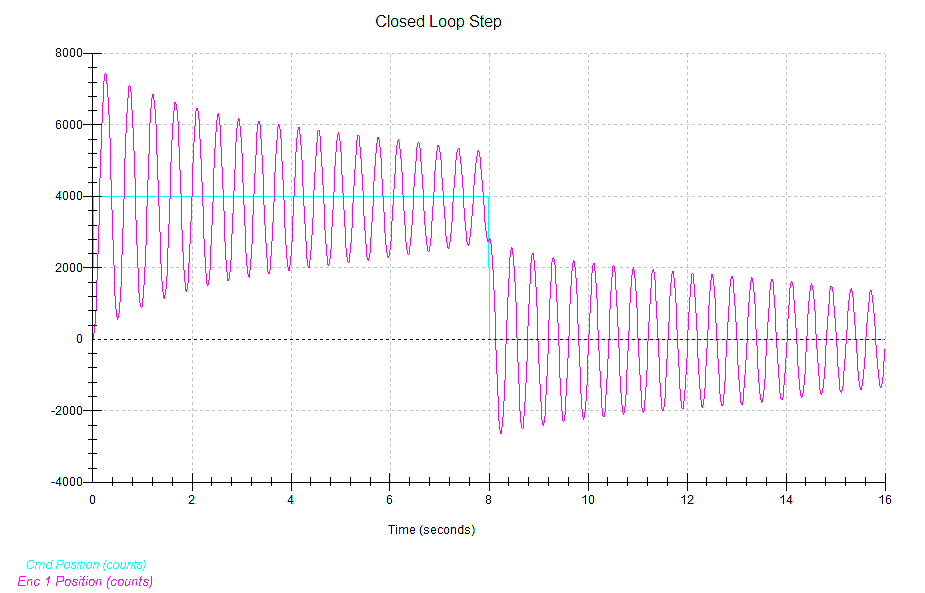 Closed Loop Step
8000
6000
4000
2000
0
-2000
-4000
0 2 4 6 8 10 12 14 16
Time (seconds)
Cmd Position (counts)
Enc 1 Position (counts)